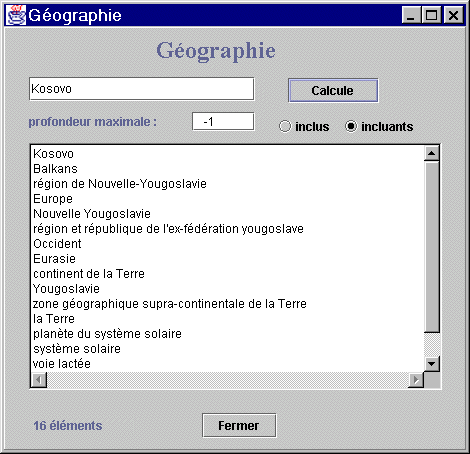 Géographie
Géographie
Kosovo
Calcule
profondeur maximale :
-1
inclus
incluants
Kosovo
Balkans
région de Nouvelle-Yougoslavie
Europe
Nouvelle Yougoslavie
région et république de l'ex-fédération yougoslave
Occident
Eurasie
continent de la Terre
Yougoslavie
zone géographique supra-continentale de la Terre
la Terre
planète du système solaire
système solaire
voie lactée
16 éléments
Fermer